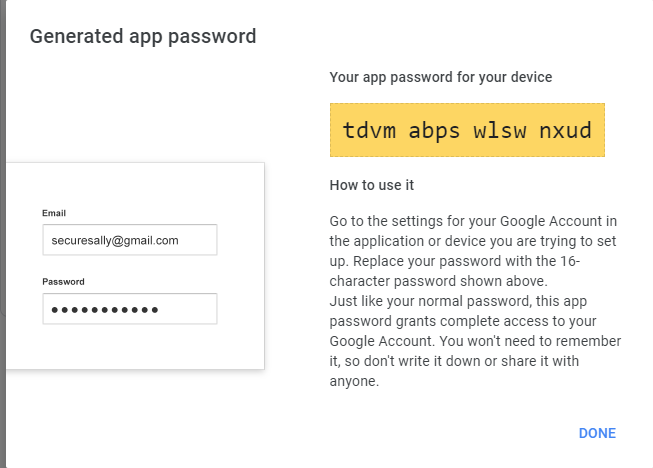 Generated app password
Your app password for your device
tdvm abps wlsw nxud
How to use it
Go to the settings for your Google Account in
the application or device you are trying to set
up. Replace your password with the 16-
character password shown above.
Just like your normal password, this app
password grants complete access to your
Google Account. You won't need to remember
it, so don't write it down or share it with
anyone.
Email
securesally@gmail.com
Password
●●●●●●●●●●●
DONE